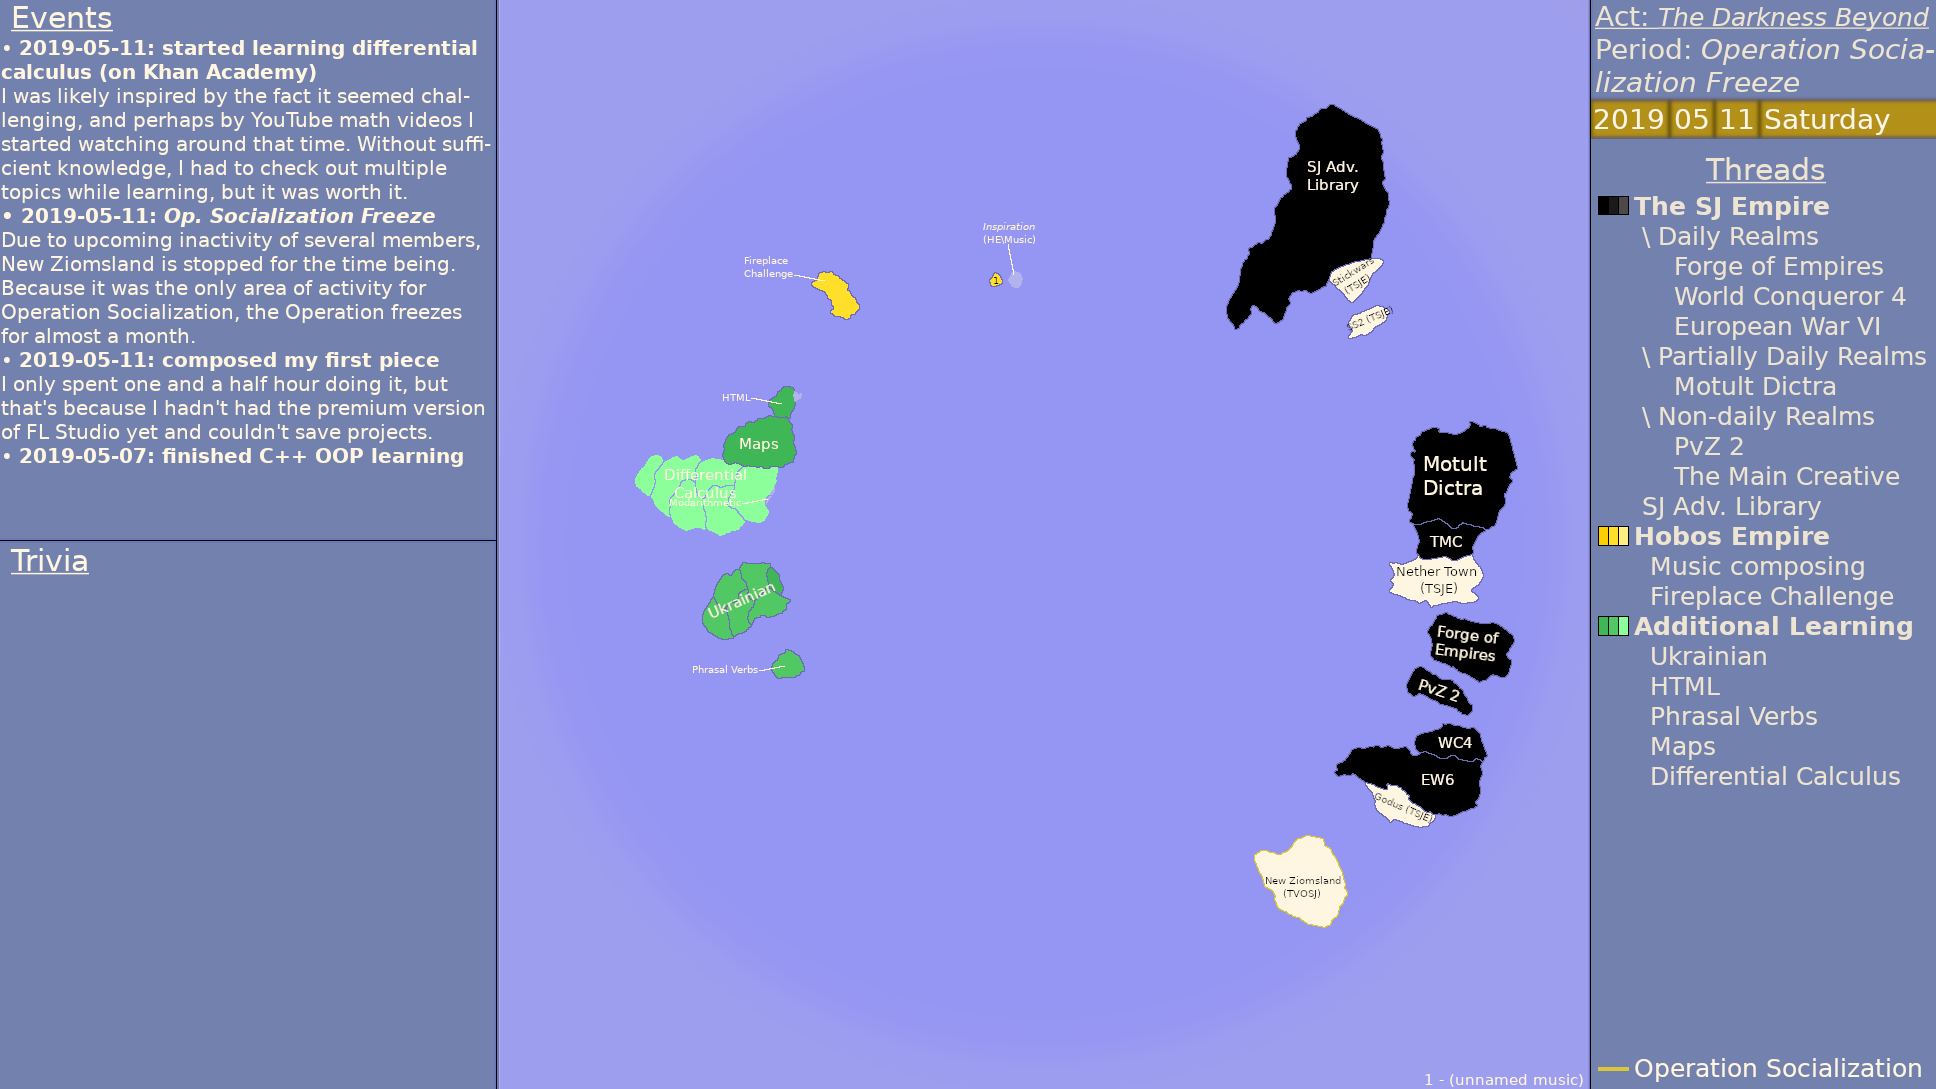 Events
• 2019-05-11: started learning differential
calculus (on Khan Academy)
I was likely inspired by the fact it seemed chal-
lenging, and perhaps by YouTube math videos I
started watching around that time. Without suffi-
cient knowledge, I had to check out multiple
topics while learning, but it was worth it.
• 2019-05-11: Op. Socialization Freeze
Due to upcoming inactivity of several members,
New Ziomsland is stopped for the time being.
Because it was the only area of activity for
Operation Socialization, the Operation freezes
for almost a month.
• 2019-05-11: composed my first piece
I only spent one and a half hour doing it, but
that's because I hadn't had the premium version
of FL Studio yet and couldn't save projects.
• 2019-05-07: finished C++ OOP learning
Trivia
SJ Adv.
Library
Inspiration
(HE\Music)
Fireplace
Challenge
1
Stickwars
(TSJE)
SS2 (TSJE)
HTML
Maps
Differential
Calculus
Modarithmetic
Ukrainian
Phrasal Verbs
Motult
Dictra
TMC
Nether Town
(TSJE)
Forge of
Empires
PvZ 2
WC4
EW6
Godus (TSJE)
New Ziomsland
(TVOSJ)
1 - (unnamed music)
Act: The Darkness Beyond
Period: Operation Socia-
lization Freeze
2019 05 11 Saturday
Threads
The SJ Empire
\ Daily Realms
Forge of Empires
World Conqueror 4
European War VI
\ Partially Daily Realms
Motult Dictra
\ Non-daily Realms
PvZ 2
The Main Creative
SJ Adv. Library
Hobos Empire
Music composing
Fireplace Challenge
Additional Learning
Ukrainian
HTML
Phrasal Verbs
Maps
Differential Calculus
Operation Socialization